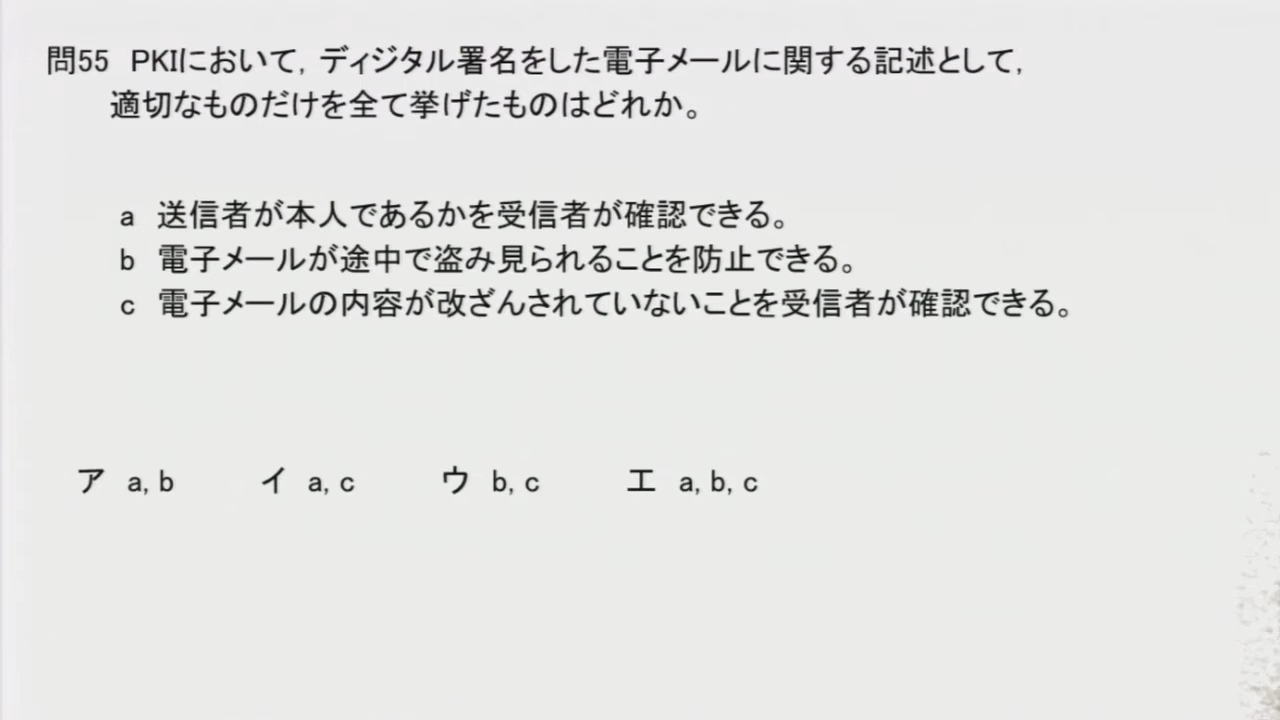 問55 PKIにおいて，ディジタル署名をした電子メールに関する記述として，
適切なものだけを全て挙げたものはどれか。
a 送信者が本人であるかを受信者が確認できる。
b 電子メールが途中で盗み見られることを防止できる。
c 電子メールの内容が改ざんされていないことを受信者が確認できる。
ア a, b イ a, c ウ b, c エ a, b, c